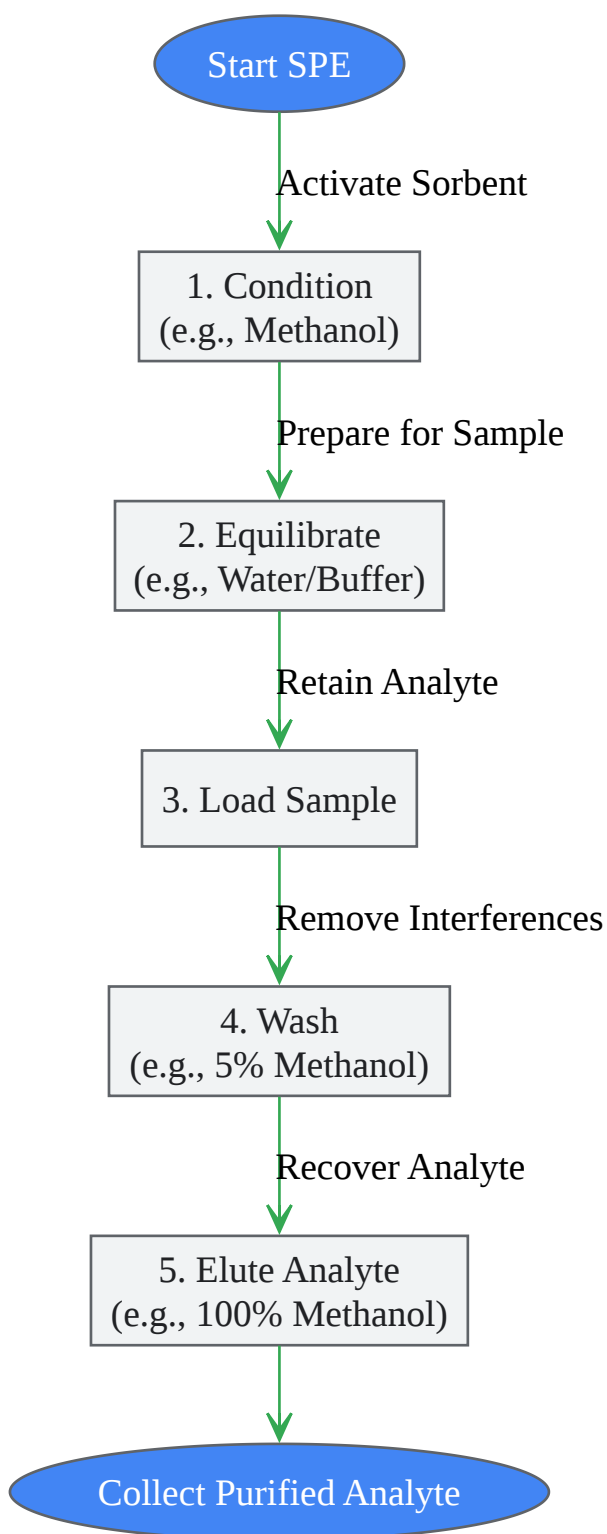 Start SPE
Activate Sorbent
1. Condition
(e.g., Methanol)
Prepare for Sample
2. Equilibrate
(e.g., Water/Buffer)
Retain Analyte
3. Load Sample
Remove Interferences
4. Wash
(e.g., 5% Methanol)
Recover Analyte
5. Elute Analyte
(e.g., 100% Methanol)
Collect Purified Analyte